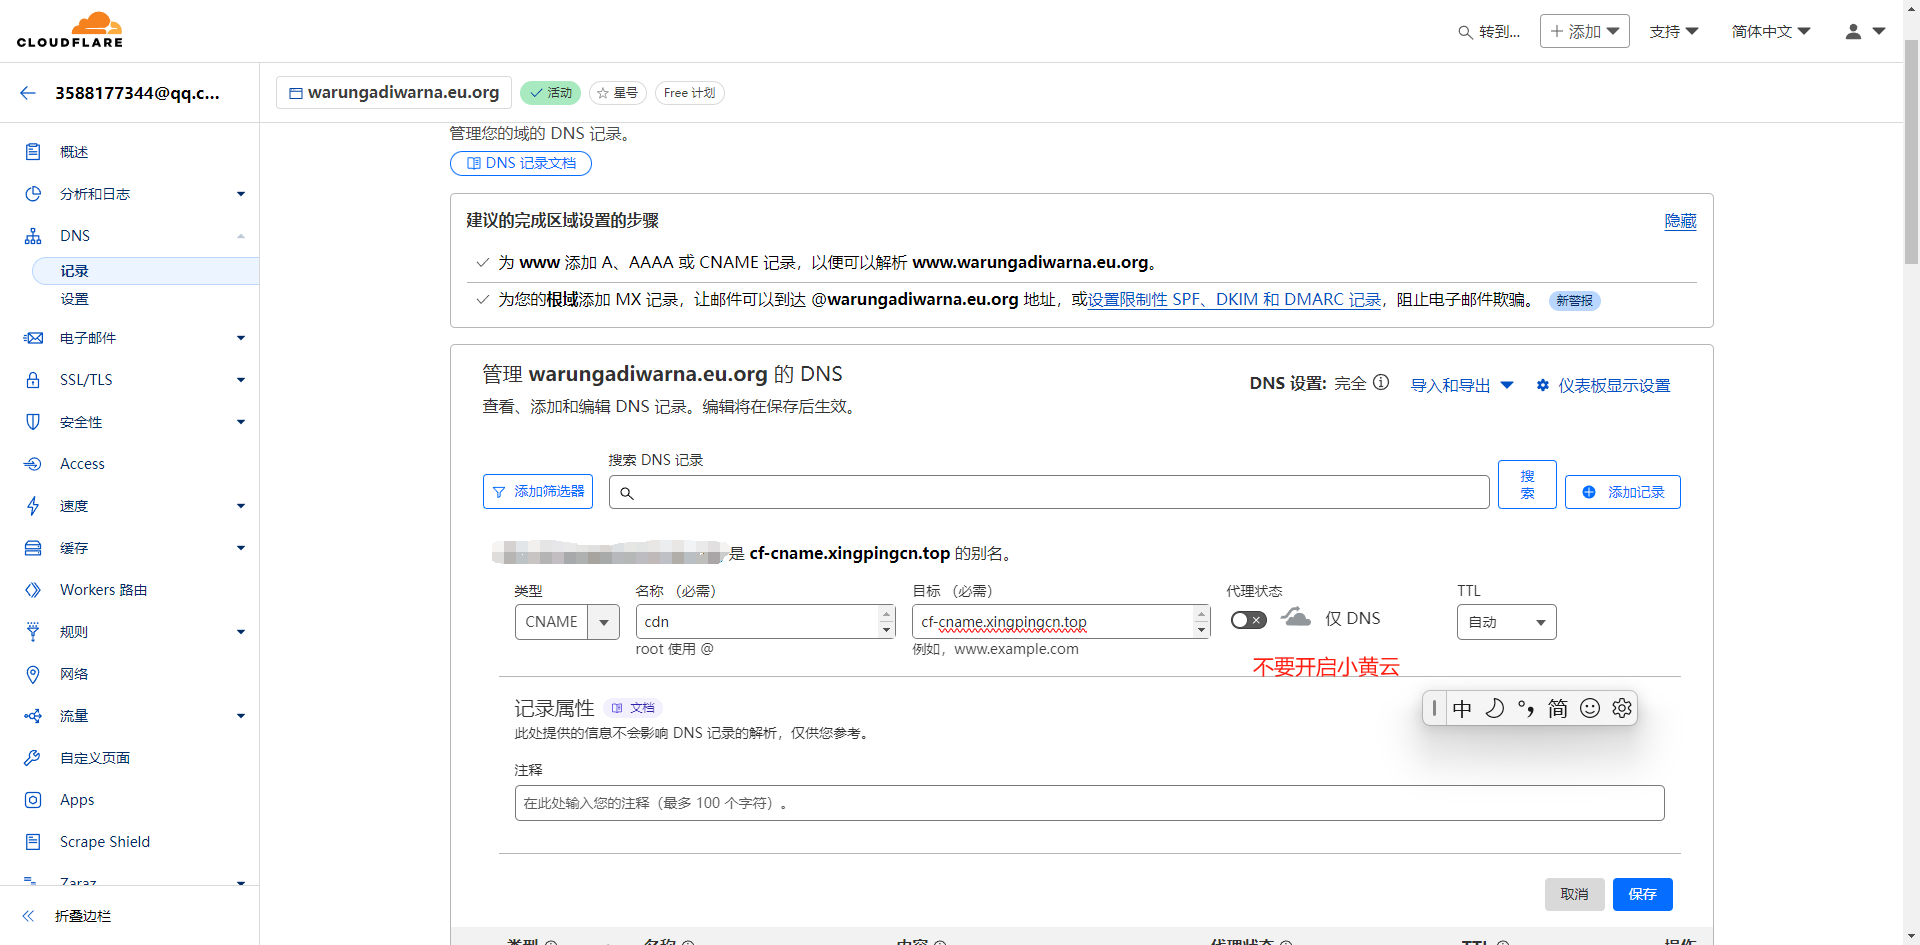 CLOUDFLARE
转到...
添加
支持
简体中文
3588177344@qq.c...
warungadiwarna.eu.org
活动
星号
Free 计划
概述
分析和日志
DNS
记录
设置
电子邮件
SSL/TLS
安全性
Access
速度
缓存
Workers 路由
规则
网络
流量
自定义页面
Apps
Scrape Shield
Zaraz
折叠边栏
管理您的域的 DNS 记录。
DNS 记录文档
建议的完成区域设置的步骤
隐藏
为 www 添加 A、AAAA 或 CNAME 记录，以便可以解析 www.warungadiwarna.eu.org。
为您的根域添加 MX 记录，让邮件可以到达 @warungadiwarna.eu.org 地址，或设置限制性 SPF、DKIM 和 DMARC 记录，阻止电子邮件欺骗。 新警报
管理 warungadiwarna.eu.org 的 DNS
查看、添加和编辑 DNS 记录。编辑将在保存后生效。
DNS 设置: 完全
导入和导出
仪表板显示设置
搜索 DNS 记录
添加筛选器
搜
索
添加记录
是 cf-cname.xingpingcn.top 的别名。
类型
名称 （必需）
目标 （必需）
代理状态
TTL
CNAME
cdn
cf-cname.xingpingcn.top
仅 DNS
自动
root 使用 @
例如，www.example.com
不要开启小黄云
记录属性
文档
中
°，
简
此处提供的信息不会影响 DNS 记录的解析，仅供您参考。
注释
在此处输入您的注释（最多 100 个字符）。
取消
保存
类型
名称
内容
代理状态
TTL
操作